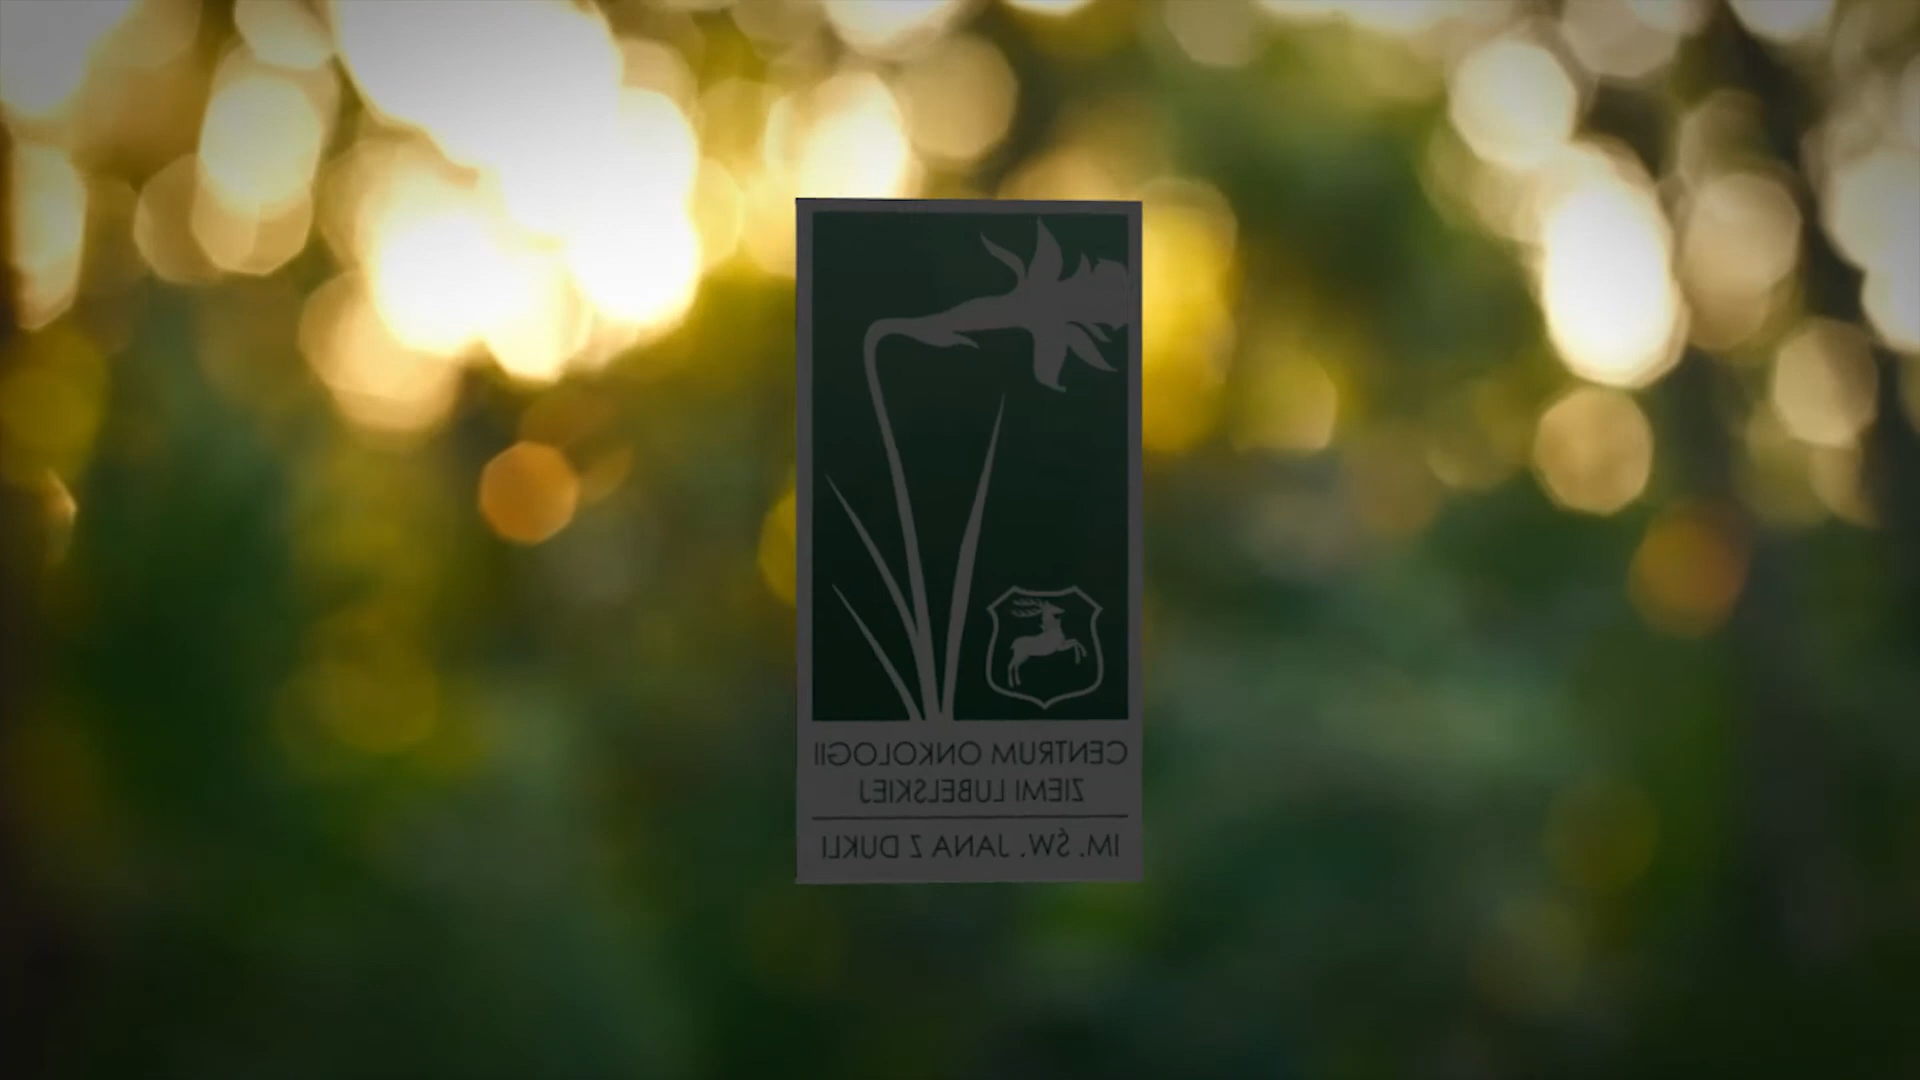 CENTRUM ONKOLOGII
ZIEMI LUBELSKIEJ
IM. ŚW. JANA Z DUKLI